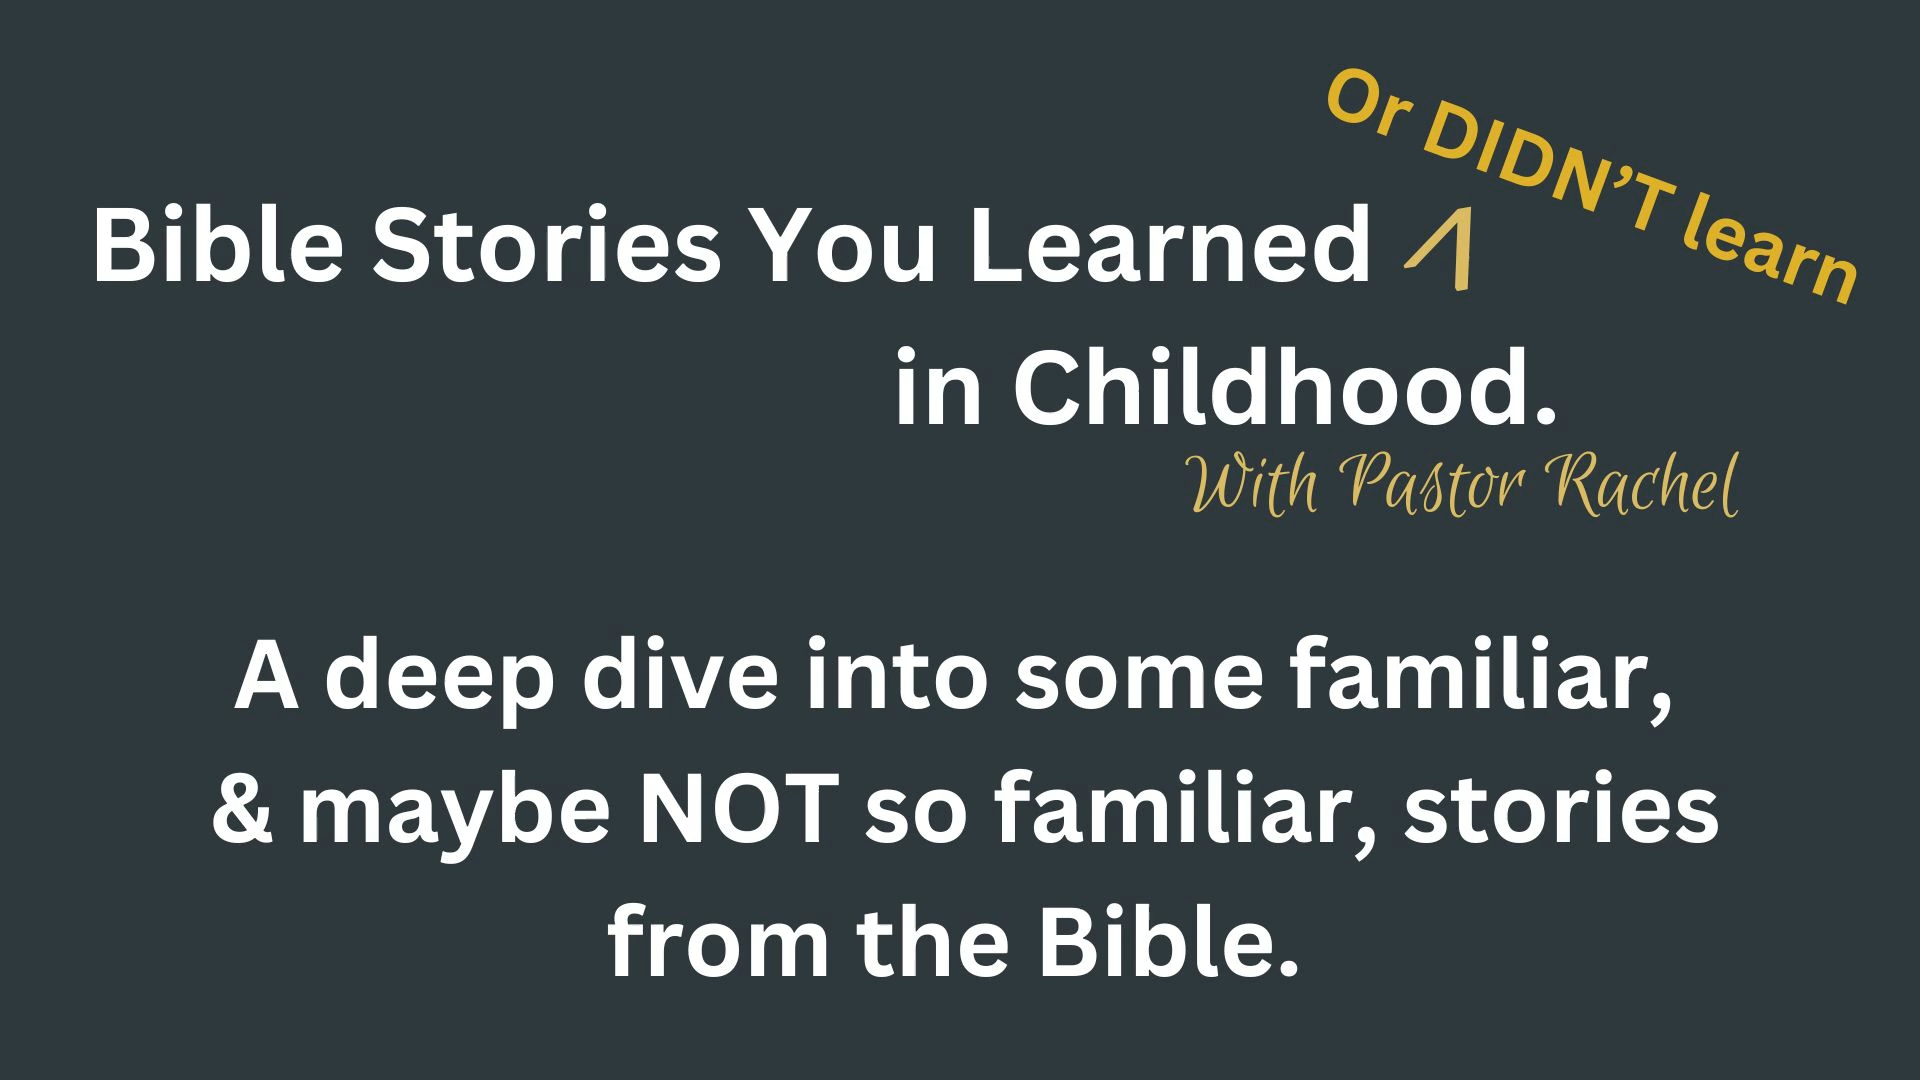 Or DIDN’T learn
Bible Stories You Learned
in Childhood.
With Pastor Rachel
A deep dive into some familiar,
& maybe NOT so familiar, stories
from the Bible.